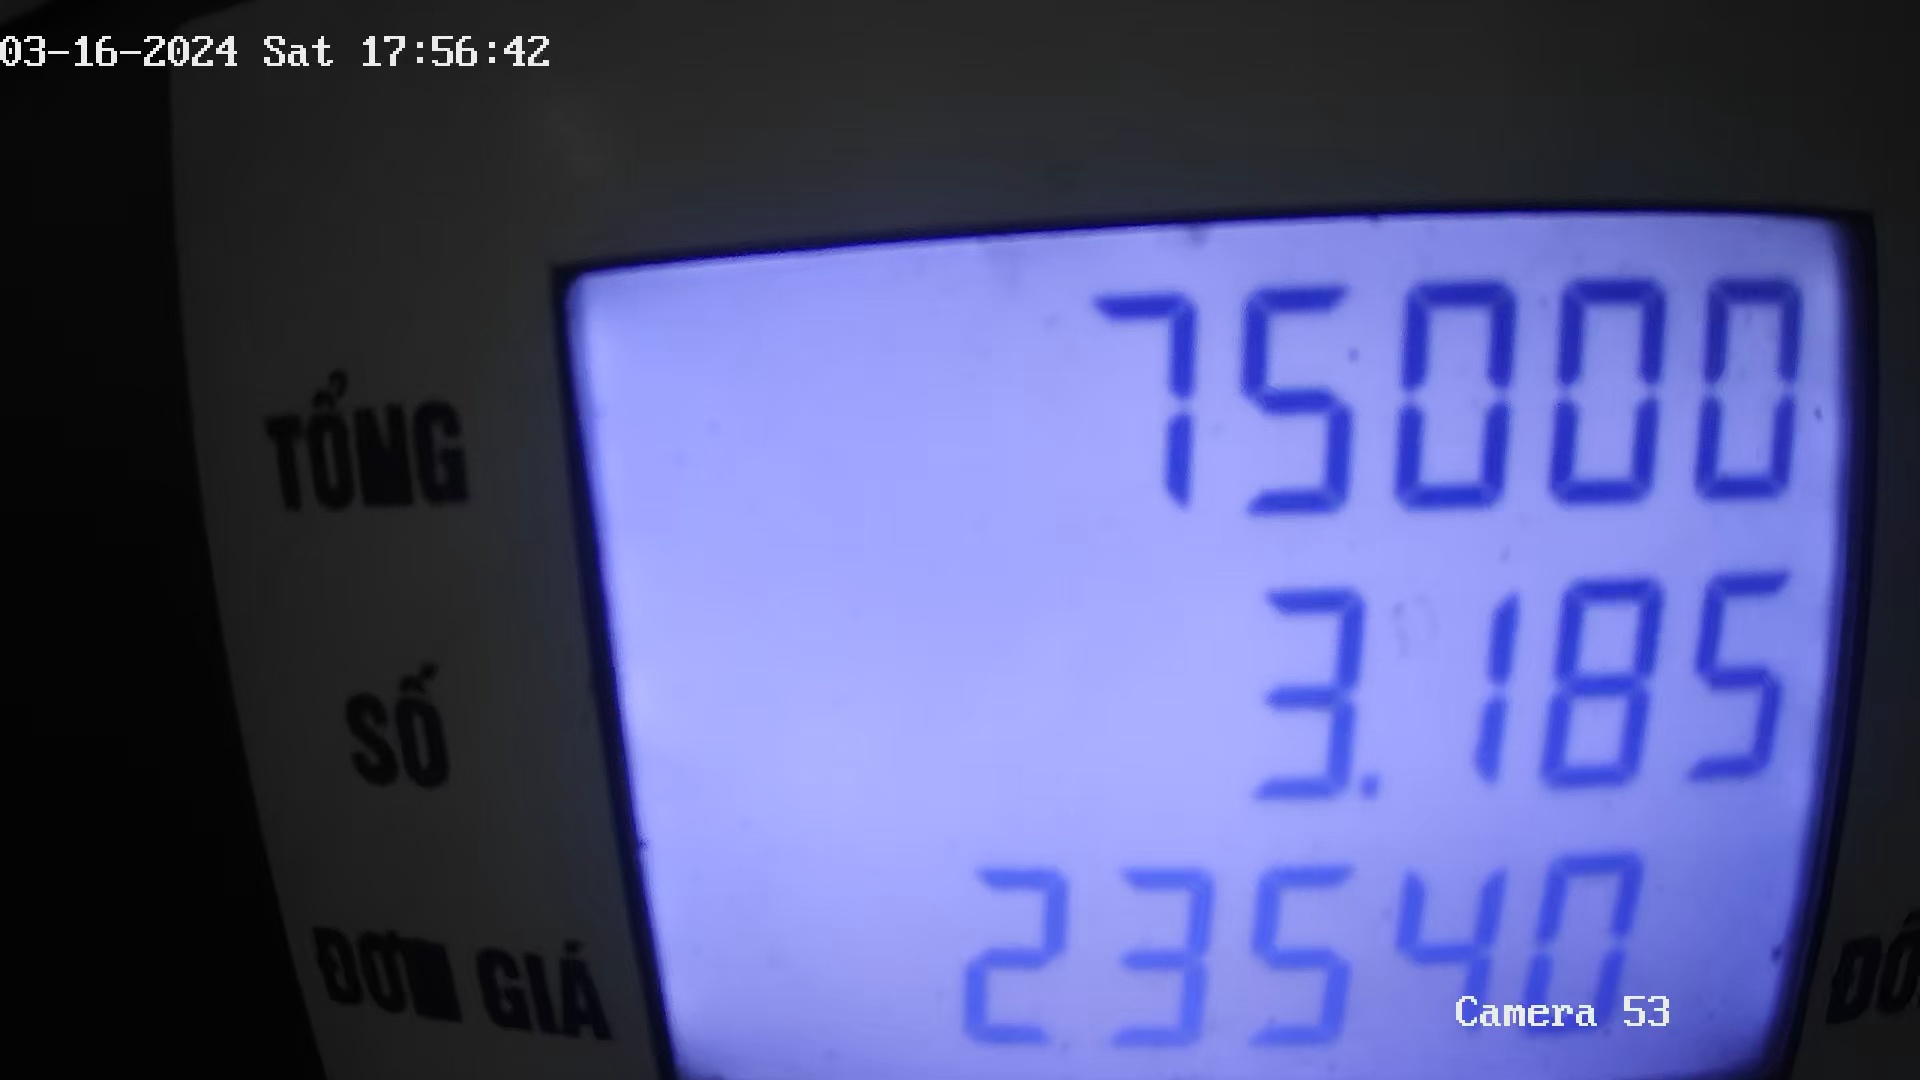 03-16-2024 Sat 17:56:42
TỔNG 75000
SỐ 3.185
ĐƠN GIÁ 23540
Camera 53